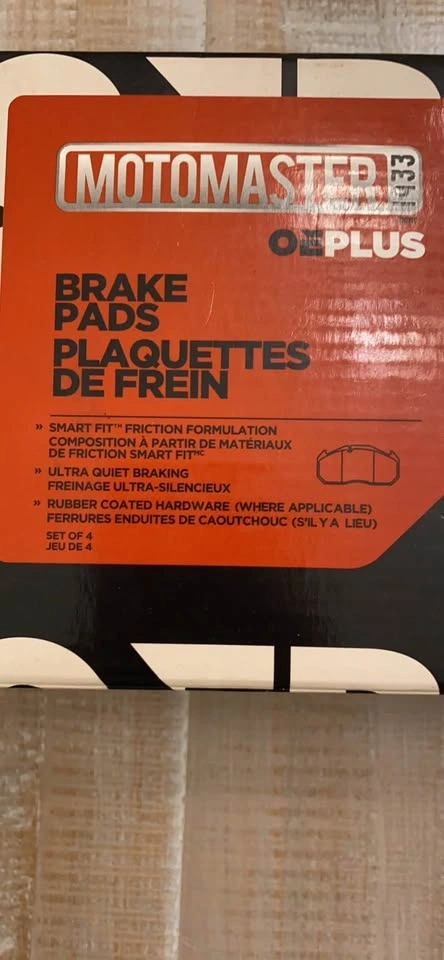 MOTOMASTER 1933
OEPLUS
BRAKE
PADS
PLAQUETTES
DE FREIN
» SMART FIT™ FRICTION FORMULATION
COMPOSITION À PARTIR DE MATÉRIAUX
DE FRICTION SMART FITᴹᶜ
» ULTRA QUIET BRAKING
FREINAGE ULTRA-SILENCIEUX
» RUBBER COATED HARDWARE (WHERE APPLICABLE)
FERRURES ENDUITES DE CAOUTCHOUC (S'IL Y A LIEU)
SET OF 4
JEU DE 4